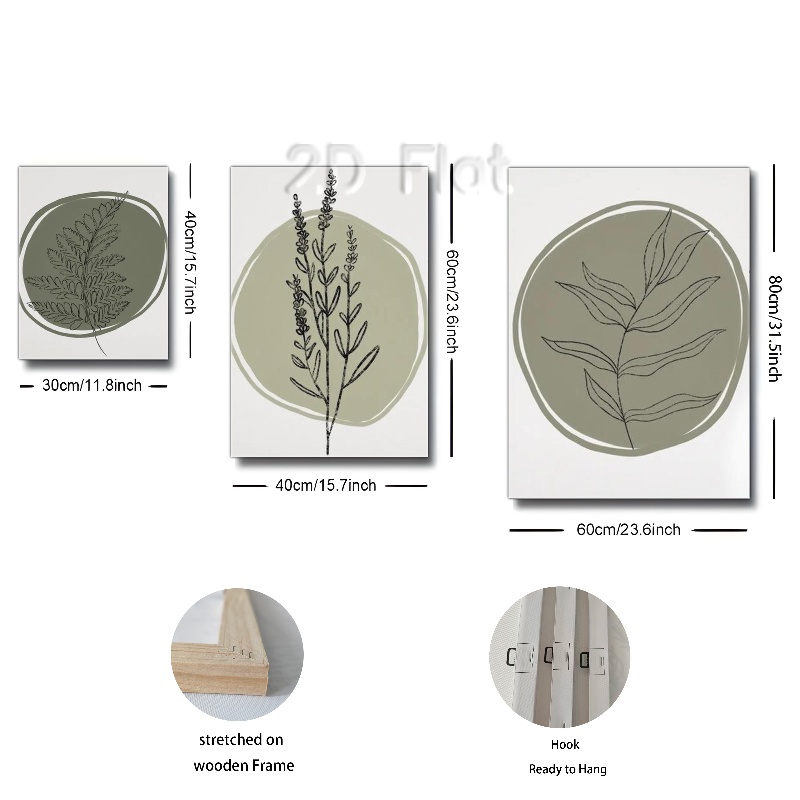 2D Flat
40cm/15.7inch
30cm/11.8inch
60cm/23.6inch
40cm/15.7inch
80cm/31.5inch
60cm/23.6inch
stretched on
wooden Frame
Hook
Ready to Hang